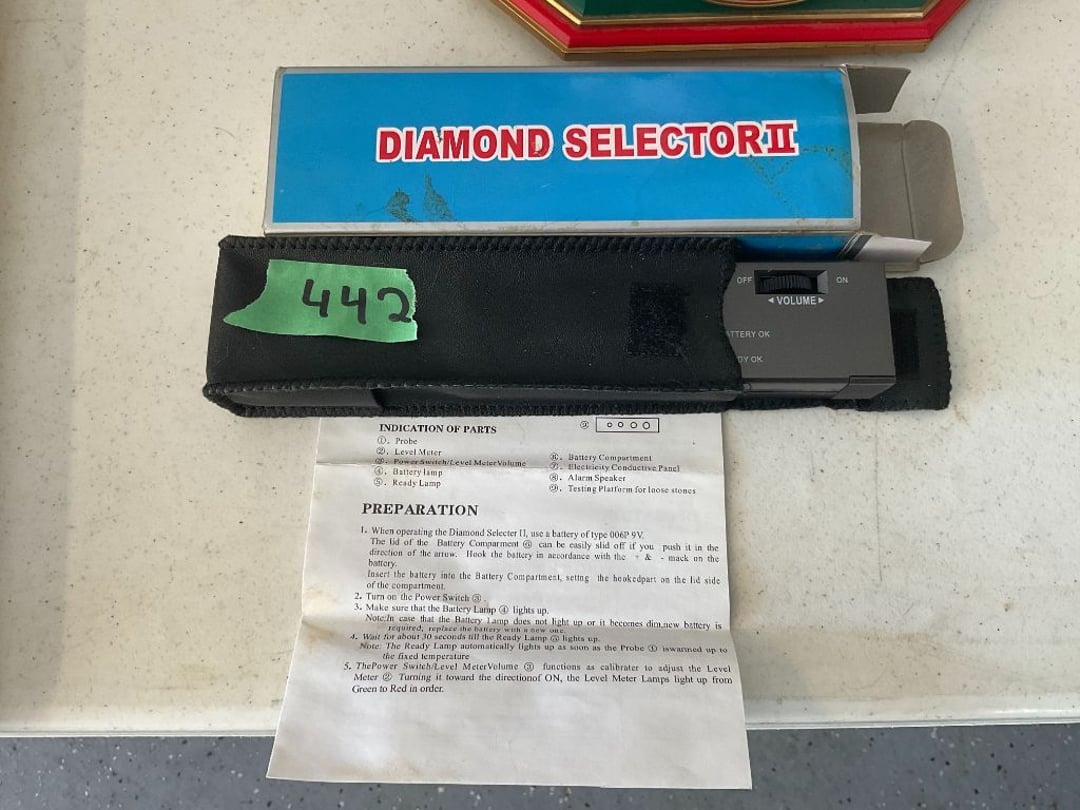 DIAMOND SELECTOR II
442
OFF ON
◄ VOLUME ►
TTERY OK
DY OK
INDICATION OF PARTS
①. Probe
②. Level Meter
③. Power Switch/Level MeterVolume
④. Battery lamp
⑤. Ready Lamp
⑥. Battery Compartment
⑦. Electricity Conductive Panel
⑧. Alarm Speaker
⑨. Testing Platform for loose stones
PREPARATION
1. When operating the Diamond Selecter II, use a battery of type 006P 9V.
The lid of the Battery Comparment ⑥ can be easily slid off if you push it in the
direction of the arrow. Hook the battery in accordance with the + & - mack on the
battery.
Insert the battery into the Battery Compartment, seting the hookedpart on the lid side
of the compartment.
2. Turn on the Power Switch ③.
3. Make sure that the Battery Lamp ④ lights up.
Note:In case that the Battery Lamp does not light up or it becomes dim,new battery is
required, replace the battery with a new one.
4. Wait for about 30 seconds till the Ready Lamp ⑤ lights up.
Note: The Ready Lamp automatically lights up as soon as the Probe ① iswarmed up to
the fixed temperature
5. ThePower Switch/Level MeterVolume ③ functions as calibrater to adjust the Level
Meter ② Turning it toward the directionof ON, the Level Meter Lamps light up from
Green to Red in order.